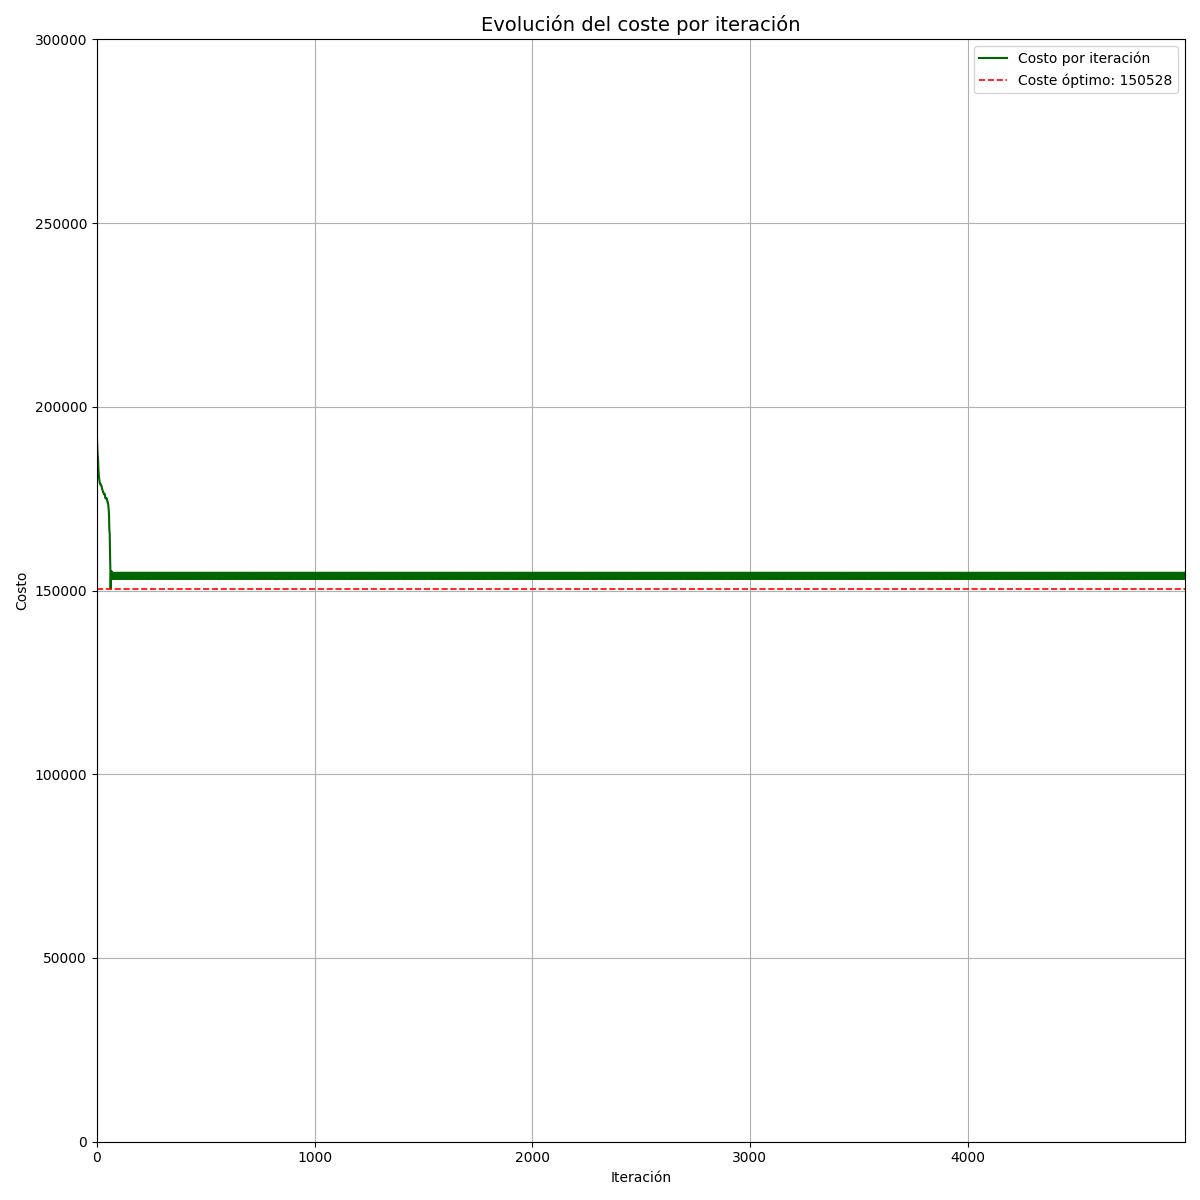 Evolución del coste por iteración
Costo por iteración
Coste óptimo: 150528
300000
250000
200000
150000
100000
50000
0
Costo
0 1000 2000 3000 4000
Iteración